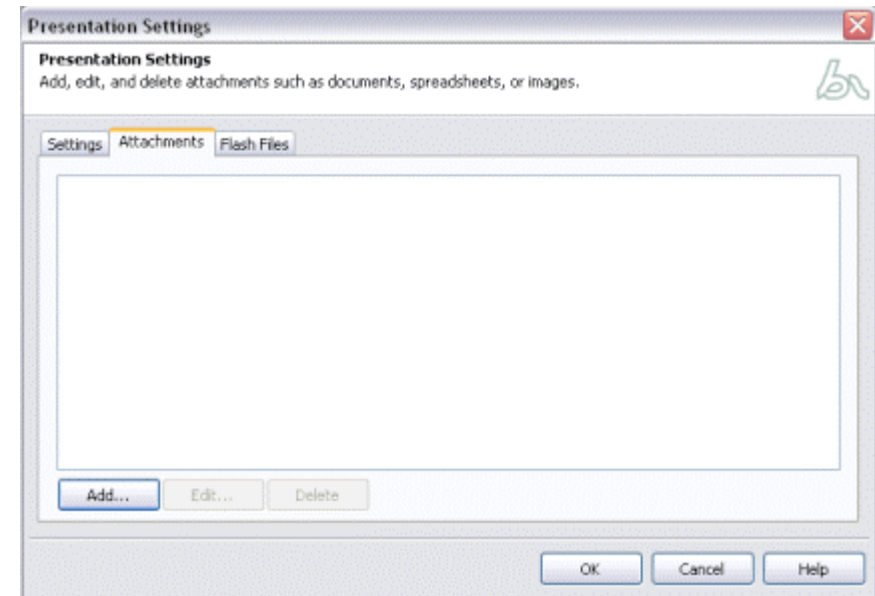 Presentation Settings
Presentation Settings
Add, edit, and delete attachments such as documents, spreadsheets, or images.
Settings Attachments Flash Files
Add... Edit... Delete
OK Cancel Help